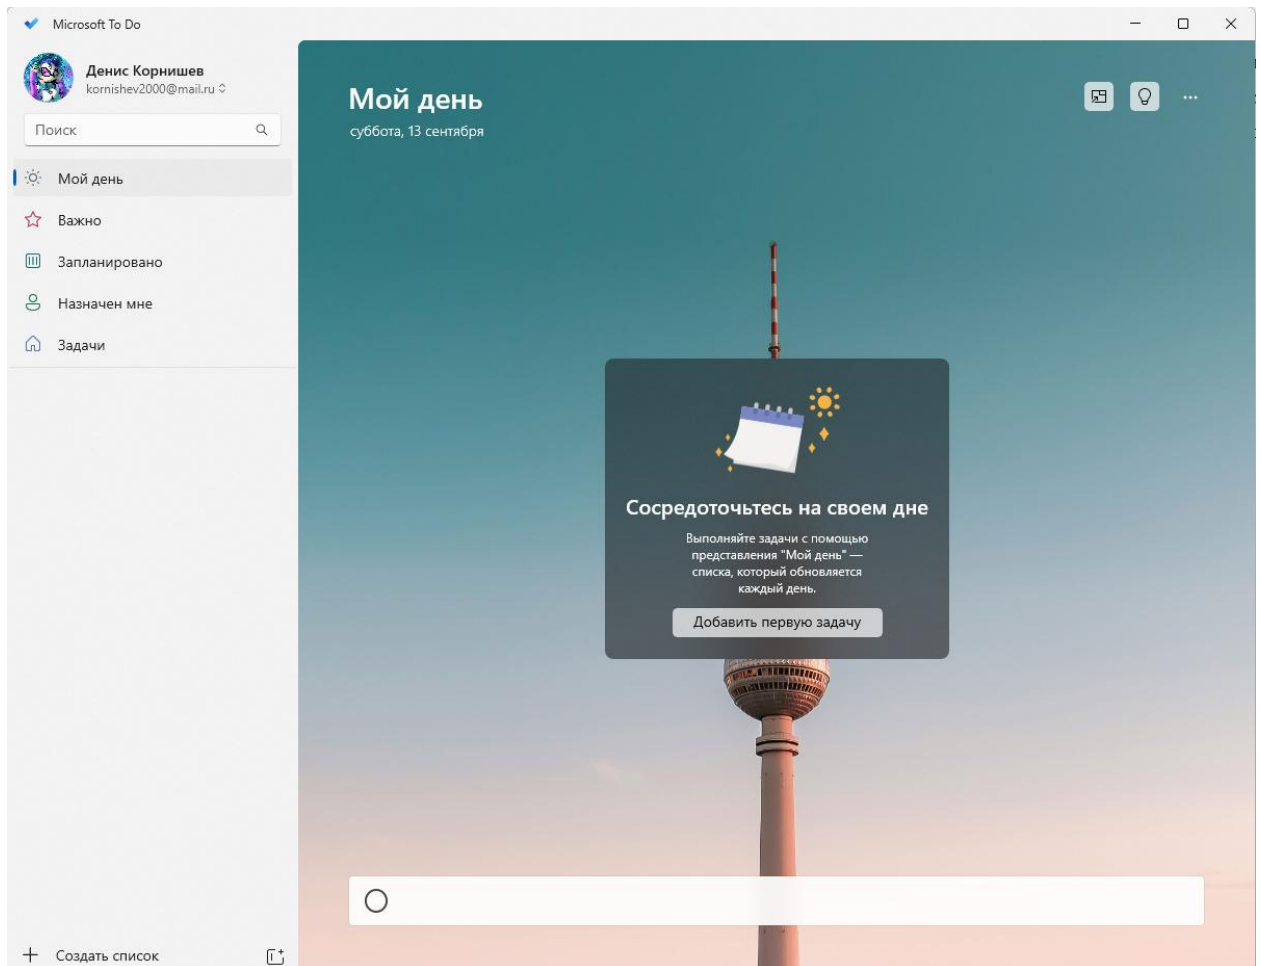 Microsoft To Do
Денис Корнишев
kornishev2000@mail.ru
Поиск
Мой день
Важно
Запланировано
Назначен мне
Задачи
Создать список
Мой день
суббота, 13 сентября
Сосредоточьтесь на своем дне
Выполняйте задачи с помощью
представления "Мой день" —
списка, который обновляется
каждый день.
Добавить первую задачу